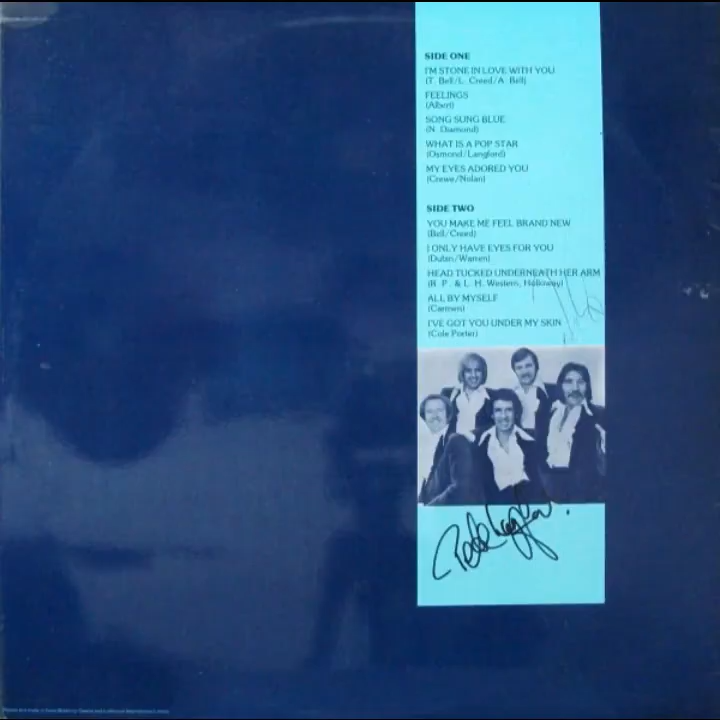 SIDE ONE
I'M STONE IN LOVE WITH YOU
(T. Bell/L. Creed/A. Bell)
FEELINGS
(Albert)
SONG SUNG BLUE
(N. Diamond)
WHAT IS A POP STAR
(Osmond/Langford)
MY EYES ADORED YOU
(Crewe/Nolan)
SIDE TWO
YOU MAKE ME FEEL BRAND NEW
(Bell/Creed)
I ONLY HAVE EYES FOR YOU
(Dubin/Warren)
HEAD TUCKED UNDERNEATH HER ARM
(R. P. & L. H. Weston, Holloway)
ALL BY MYSELF
(Carmen)
I'VE GOT YOU UNDER MY SKIN
(Cole Porter)